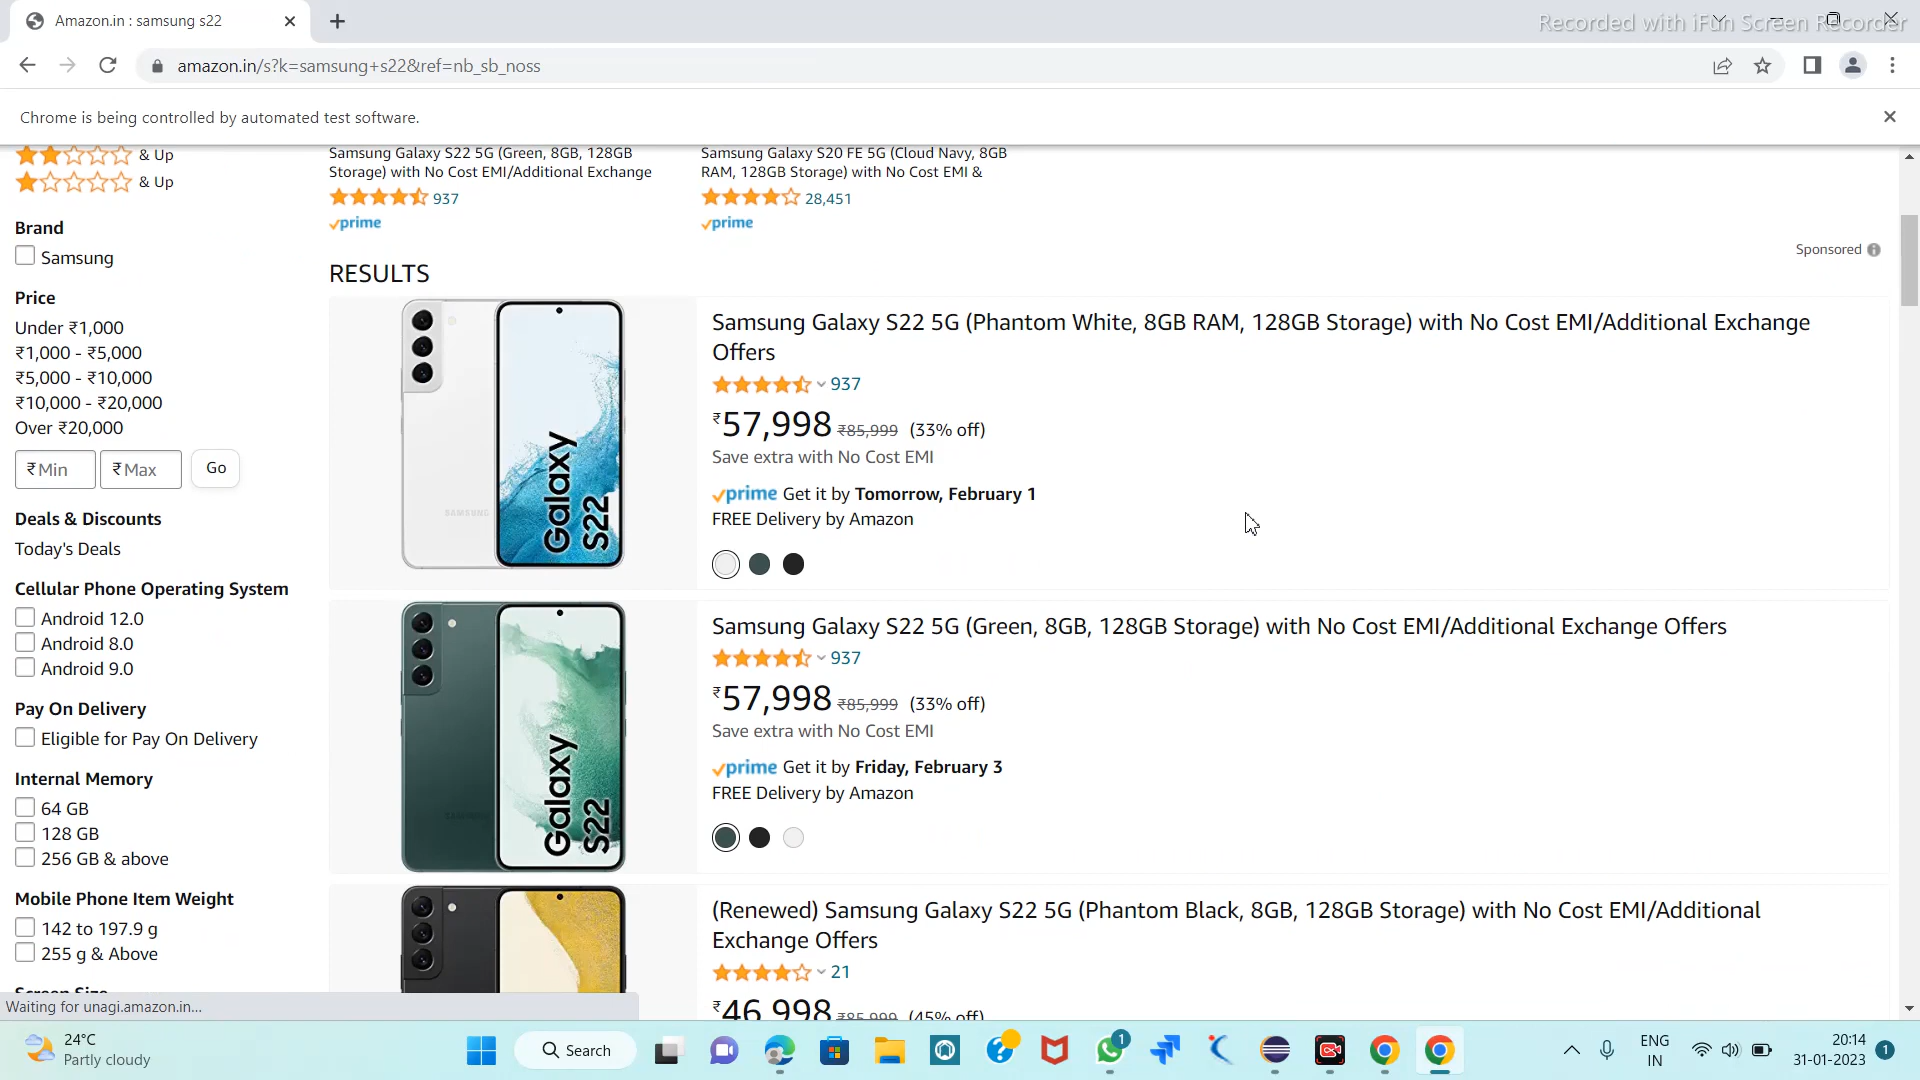 Amazon.in : samsung s22
Recorded with iFun Screen Recorder
amazon.in/s?k=samsung+s22&ref=nb_sb_noss
Chrome is being controlled by automated test software.
& Up
& Up
Brand
Samsung
Price
Under ₹1,000
₹1,000 - ₹5,000
₹5,000 - ₹10,000
₹10,000 - ₹20,000
Over ₹20,000
₹ Min
₹ Max
Go
Deals & Discounts
Today's Deals
Cellular Phone Operating System
Android 12.0
Android 8.0
Android 9.0
Pay On Delivery
Eligible for Pay On Delivery
Internal Memory
64 GB
128 GB
256 GB & above
Mobile Phone Item Weight
142 to 197.9 g
255 g & Above
Screen Size
Waiting for unagi.amazon.in...
Samsung Galaxy S22 5G (Green, 8GB, 128GB
Storage) with No Cost EMI/Additional Exchange
937
prime
Samsung Galaxy S20 FE 5G (Cloud Navy, 8GB
RAM, 128GB Storage) with No Cost EMI &
28,451
prime
Sponsored
RESULTS
SAMSUNG
Galaxy
S22
Samsung Galaxy S22 5G (Phantom White, 8GB RAM, 128GB Storage) with No Cost EMI/Additional Exchange
Offers
937
₹57,998 ₹85,999 (33% off)
Save extra with No Cost EMI
prime Get it by Tomorrow, February 1
FREE Delivery by Amazon
Galaxy
S22
Samsung Galaxy S22 5G (Green, 8GB, 128GB Storage) with No Cost EMI/Additional Exchange Offers
937
₹57,998 ₹85,999 (33% off)
Save extra with No Cost EMI
prime Get it by Friday, February 3
FREE Delivery by Amazon
(Renewed) Samsung Galaxy S22 5G (Phantom Black, 8GB, 128GB Storage) with No Cost EMI/Additional
Exchange Offers
21
₹46,998 ₹85,999 (45% off)
24°C
Partly cloudy
Search
1
ENG
IN
20:14
31-01-2023
1